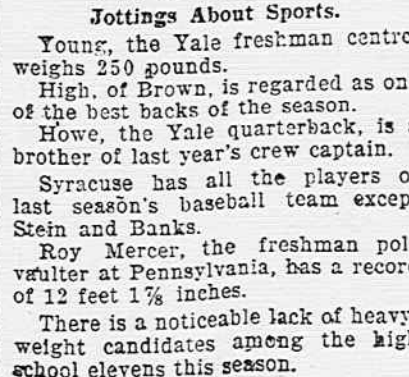 Jottings About Sports.
Young, the Yale freshman centre
weighs 250 pounds.
High, of Brown, is regarded as on
of the best backs of the season.
Howe, the Yale quarterback, is
brother of last year's crew captain.
Syracuse has all the players o
last season's baseball team excep
Stein and Banks.
Roy Mercer, the freshman pol
vaulter at Pennsylvania, has a recor
of 12 feet 1⅞ inches.
There is a noticeable lack of heavy
weight candidates among the hig
school elevens this season.